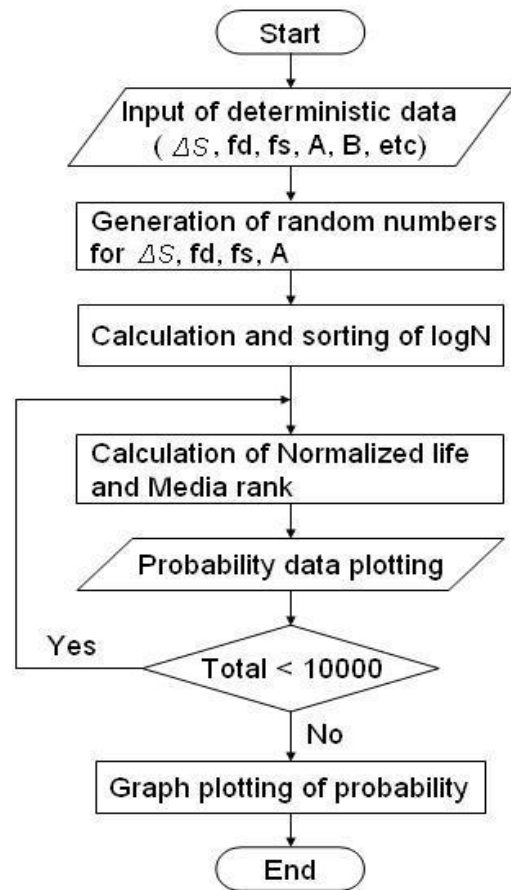 Start
Input of deterministic data
( ΔS, fd, fs, A, B, etc)
Generation of random numbers
for ΔS, fd, fs, A
Calculation and sorting of logN
Calculation of Normalized life
and Media rank
Probability data plotting
Yes
Total < 10000
No
Graph plotting of probability
End